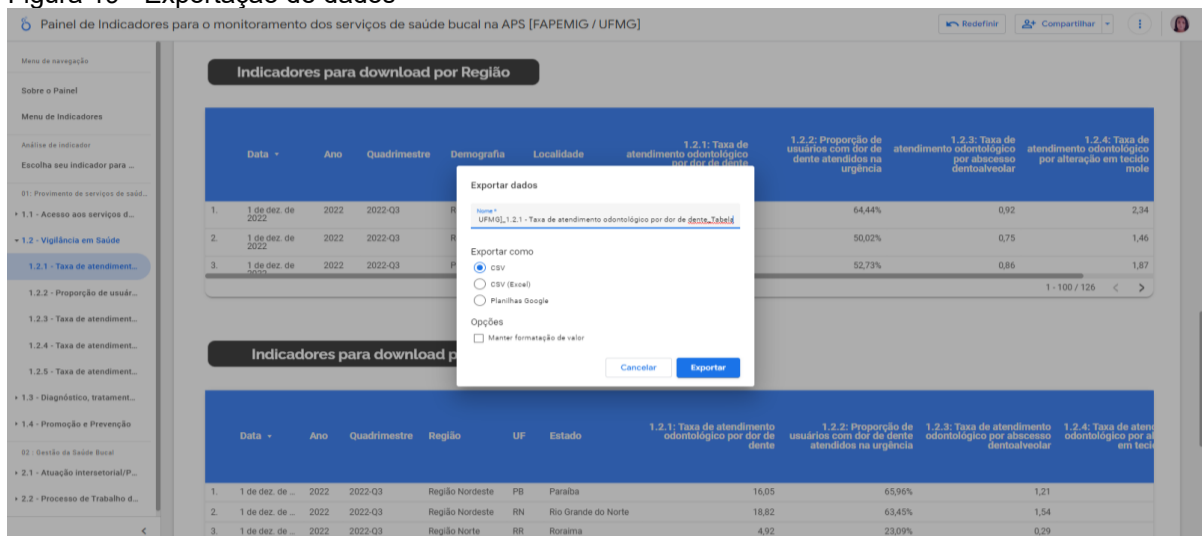 Figura 10 - Exportação de dados
Painel de Indicadores para o monitoramento dos serviços de saúde bucal na APS [FAPEMIG / UFMG]
Redefinir
Compartilhar
Menu de navegação
Sobre o Painel
Menu de Indicadores
Análise de indicador
Escolha seu indicador para ...
01: Provimento de serviços de saúd...
1.1 - Acesso aos serviços d...
1.2 - Vigilância em Saúde
1.2.1 - Taxa de atendiment...
1.2.2 - Proporção de usuár...
1.2.3 - Taxa de atendiment...
1.2.4 - Taxa de atendiment...
1.2.5 - Taxa de atendiment...
1.3 - Diagnóstico, tratament...
1.4 - Promoção e Prevenção
02 : Gestão da Saúde Bucal
2.1 - Atuação intersetorial/P...
2.2 - Processo de Trabalho d...
Indicadores para download por Região
Data
Ano
Quadrimestre
Demografia
Localidade
1.2.1: Taxa de
atendimento odontológico
por dor de dente
1.2.2: Proporção de
usuários com dor de
dente atendidos na
urgência
1.2.3: Taxa de
atendimento odontológico
por abscesso
dentoalveolar
1.2.4: Taxa de
atendimento odontológico
por alteração em tecido
mole
1. 1 de dez. de 2022 2022-Q3 R 64,44% 0,92 2,34
2022
2. 1 de dez. de 2022 2022-Q3 R 50,02% 0,75 1,46
2022
3. 1 de dez. de 2022 2022-Q3 P 52,73% 0,86 1,87
2022
1 - 100 / 126
Exportar dados
Nome *
UFMG]_1.2.1 - Taxa de atendimento odontológico por dor de dente_Tabela
Exportar como
CSV
CSV (Excel)
Planilhas Google
Opções
Manter formatação de valor
Cancelar
Exportar
Indicadores para download p
Data
Ano
Quadrimestre
Região
UF
Estado
1.2.1: Taxa de atendimento
odontológico por dor de
dente
1.2.2: Proporção de
usuários com dor de dente
atendidos na urgência
1.2.3: Taxa de atendimento
odontológico por abscesso
dentoalveolar
1.2.4: Taxa de aten
odontológico por al
em teci
1. 1 de dez. de ... 2022 2022-Q3 Região Nordeste PB Paraíba 16,05 65,96% 1,21
2. 1 de dez. de ... 2022 2022-Q3 Região Nordeste RN Rio Grande do Norte 18,82 63,45% 1,54
3. 1 de dez. de ... 2022 2022-Q3 Região Norte RR Roraima 4,92 23,09% 0,29